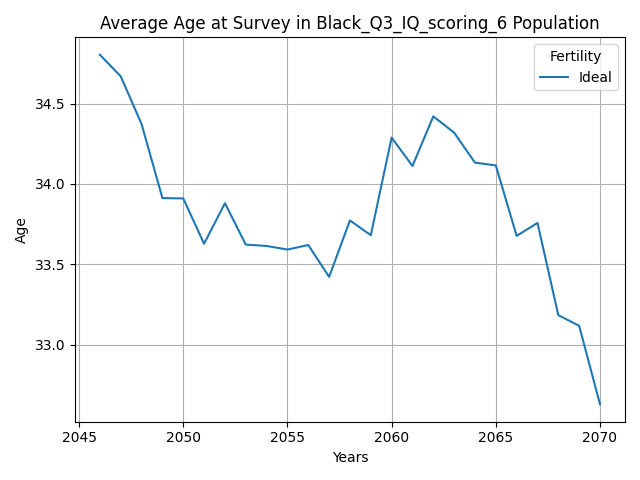 Average Age at Survey in Black_Q3_IQ_scoring_6 Population
Fertility
Ideal
34.5
34.0
33.5
33.0
Age
2045 2050 2055 2060 2065 2070
Years